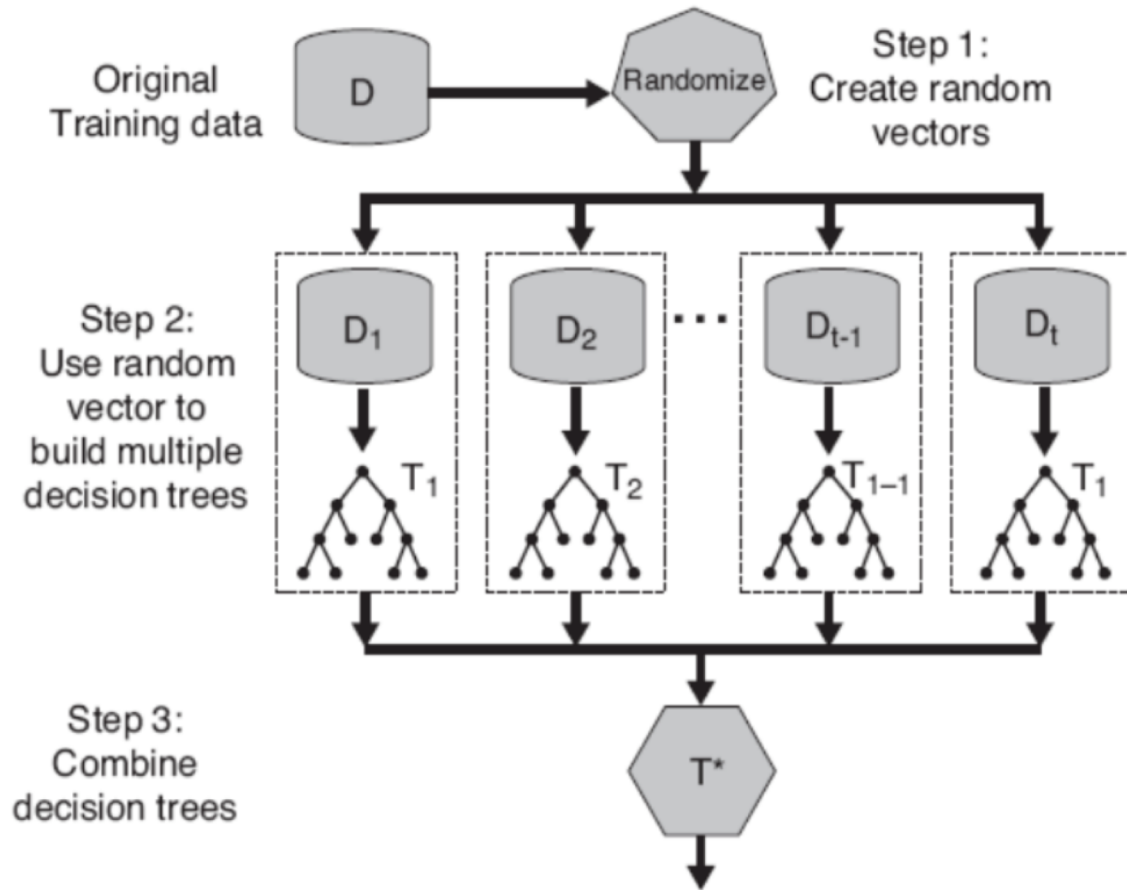 Original
Training data
D
Randomize
Step 1:
Create random
vectors
Step 2:
Use random
vector to
build multiple
decision trees
D₁
D₂
...
Dₜ₋₁
Dₜ
T₁
T₂
T₁₋₁
T₁
Step 3:
Combine
decision trees
T*